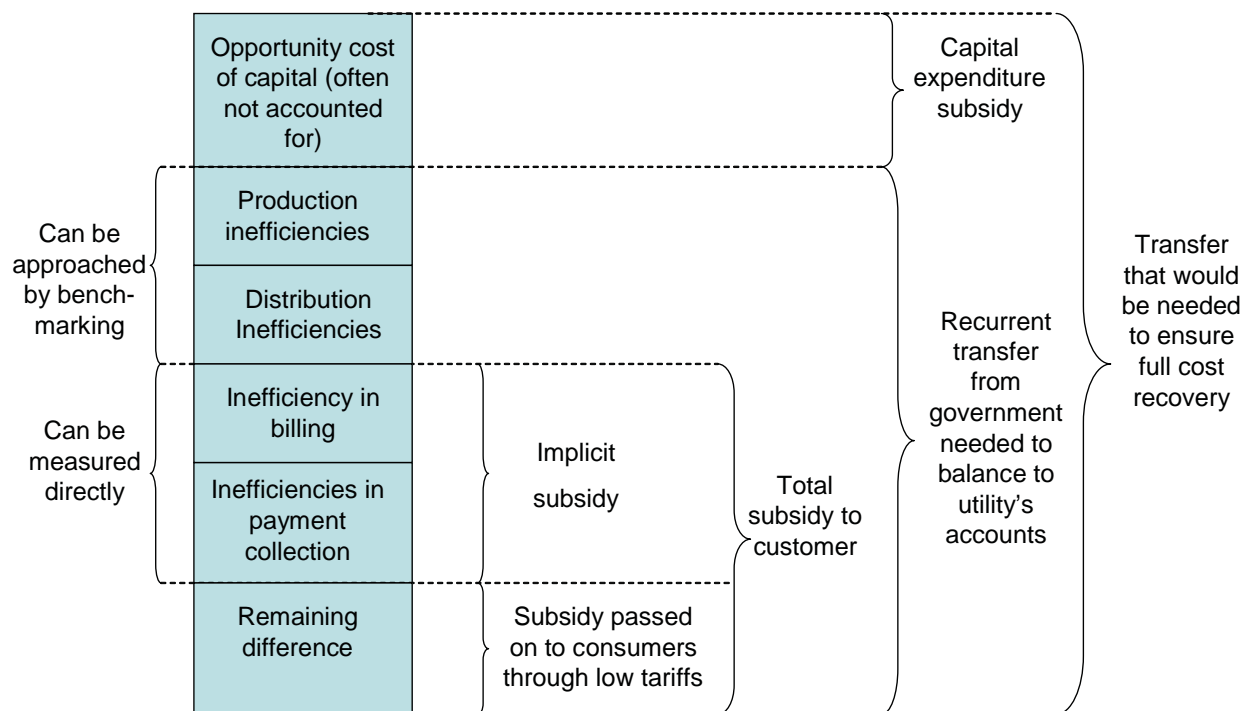 Opportunity cost
of capital (often
not accounted
for)
Production
inefficiencies
Distribution
Inefficiencies
Inefficiency in
billing
Inefficiencies in
payment
collection
Remaining
difference
Can be
approached
by bench-
marking
Can be
measured
directly
Implicit
subsidy
Subsidy passed
on to consumers
through low tariffs
Total
subsidy to
customer
Capital
expenditure
subsidy
Recurrent
transfer
from
government
needed to
balance to
utility's
accounts
Transfer
that would
be needed
to ensure
full cost
recovery